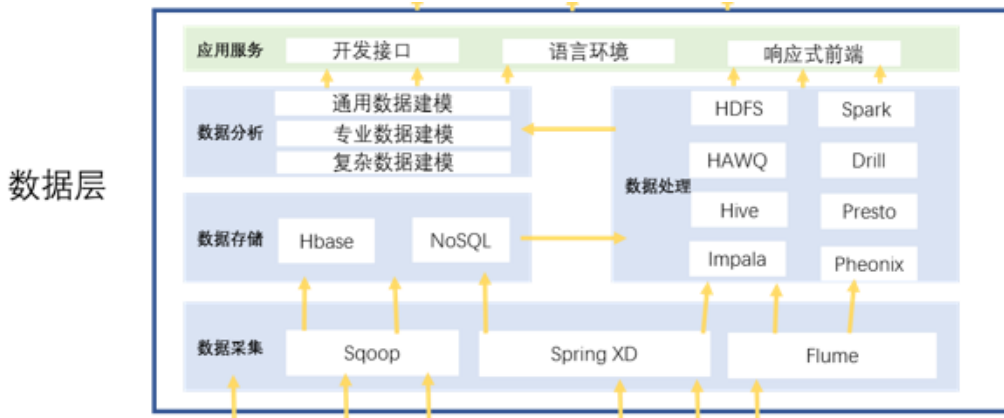 应用服务
开发接口
语言环境
响应式前端
数据层
数据分析
通用数据建模
专业数据建模
复杂数据建模
数据处理
HDFS
Spark
HAWQ
Drill
Hive
Presto
Impala
Pheonix
数据存储
Hbase
NoSQL
数据采集
Sqoop
Spring XD
Flume